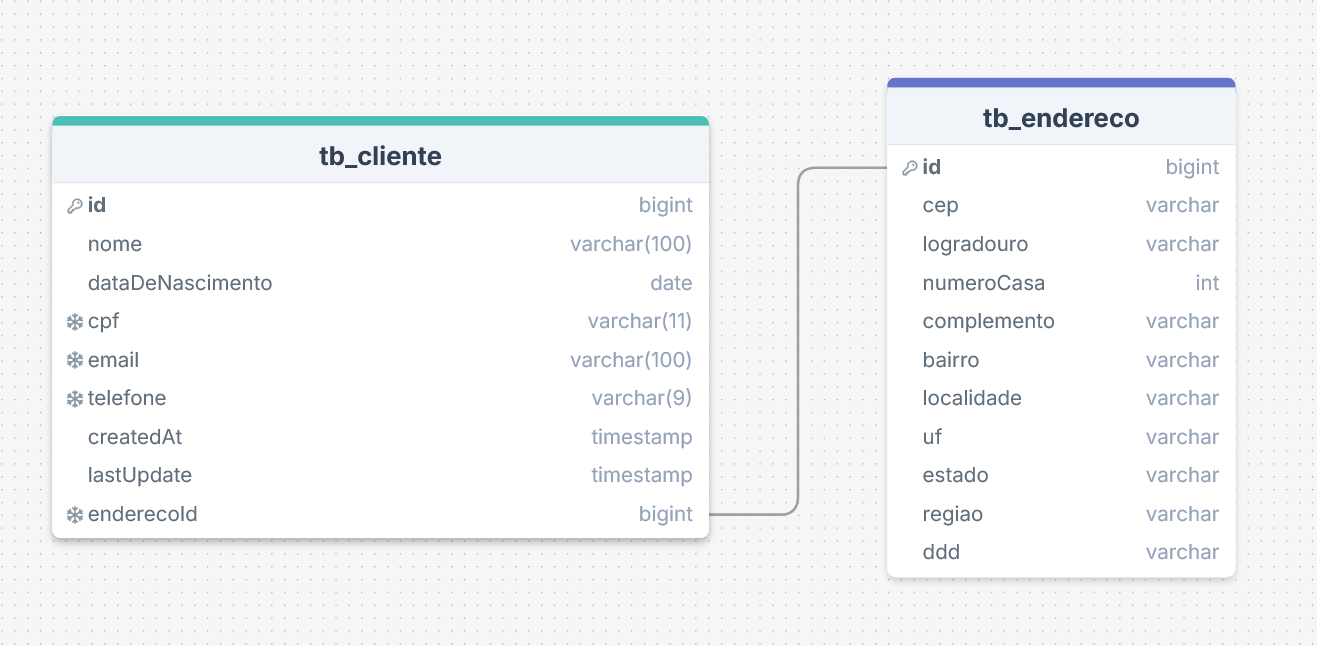 tb_cliente
id bigint
nome varchar(100)
dataDeNascimento date
cpf varchar(11)
email varchar(100)
telefone varchar(9)
createdAt timestamp
lastUpdate timestamp
enderecoId bigint
tb_endereco
id bigint
cep varchar
logradouro varchar
numeroCasa int
complemento varchar
bairro varchar
localidade varchar
uf varchar
estado varchar
regiao varchar
ddd varchar